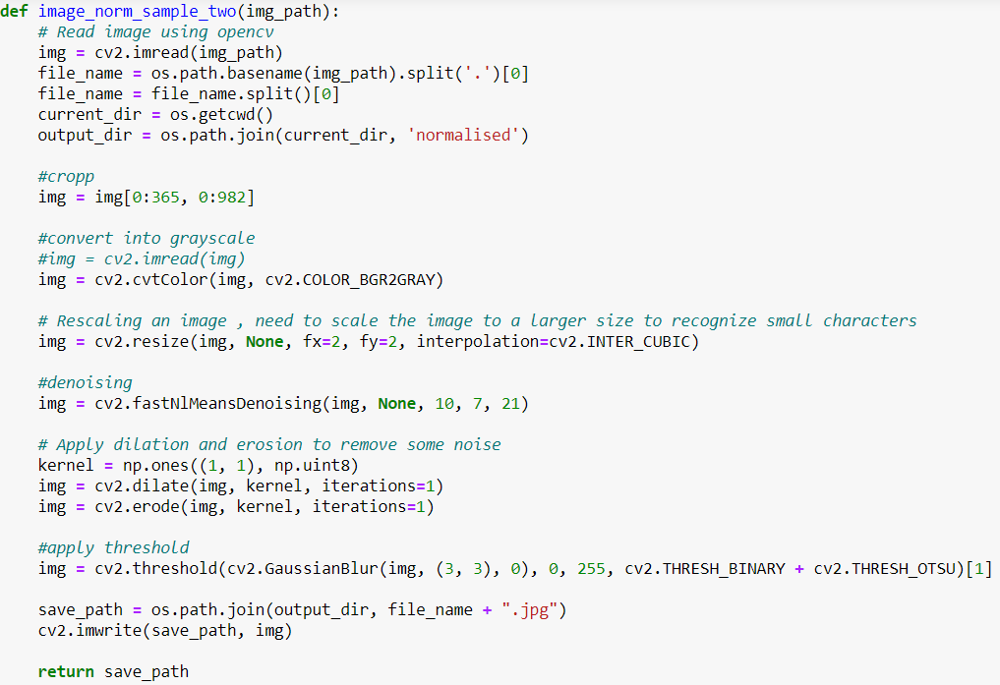 def image_norm_sample_two(img_path):
    # Read image using opencv
    img = cv2.imread(img_path)
    file_name = os.path.basename(img_path).split('.')[0]
    file_name = file_name.split()[0]
    current_dir = os.getcwd()
    output_dir = os.path.join(current_dir, 'normalised')

    #cropp
    img = img[0:365, 0:982]

    #convert into grayscale
    #img = cv2.imread(img)
    img = cv2.cvtColor(img, cv2.COLOR_BGR2GRAY)

    # Rescaling an image , need to scale the image to a larger size to recognize small characters
    img = cv2.resize(img, None, fx=2, fy=2, interpolation=cv2.INTER_CUBIC)

    #denoising
    img = cv2.fastNlMeansDenoising(img, None, 10, 7, 21)

    # Apply dilation and erosion to remove some noise
    kernel = np.ones((1, 1), np.uint8)
    img = cv2.dilate(img, kernel, iterations=1)
    img = cv2.erode(img, kernel, iterations=1)

    #apply threshold
    img = cv2.threshold(cv2.GaussianBlur(img, (3, 3), 0), 0, 255, cv2.THRESH_BINARY + cv2.THRESH_OTSU)[1]

    save_path = os.path.join(output_dir, file_name + ".jpg")
    cv2.imwrite(save_path, img)

    return save_path